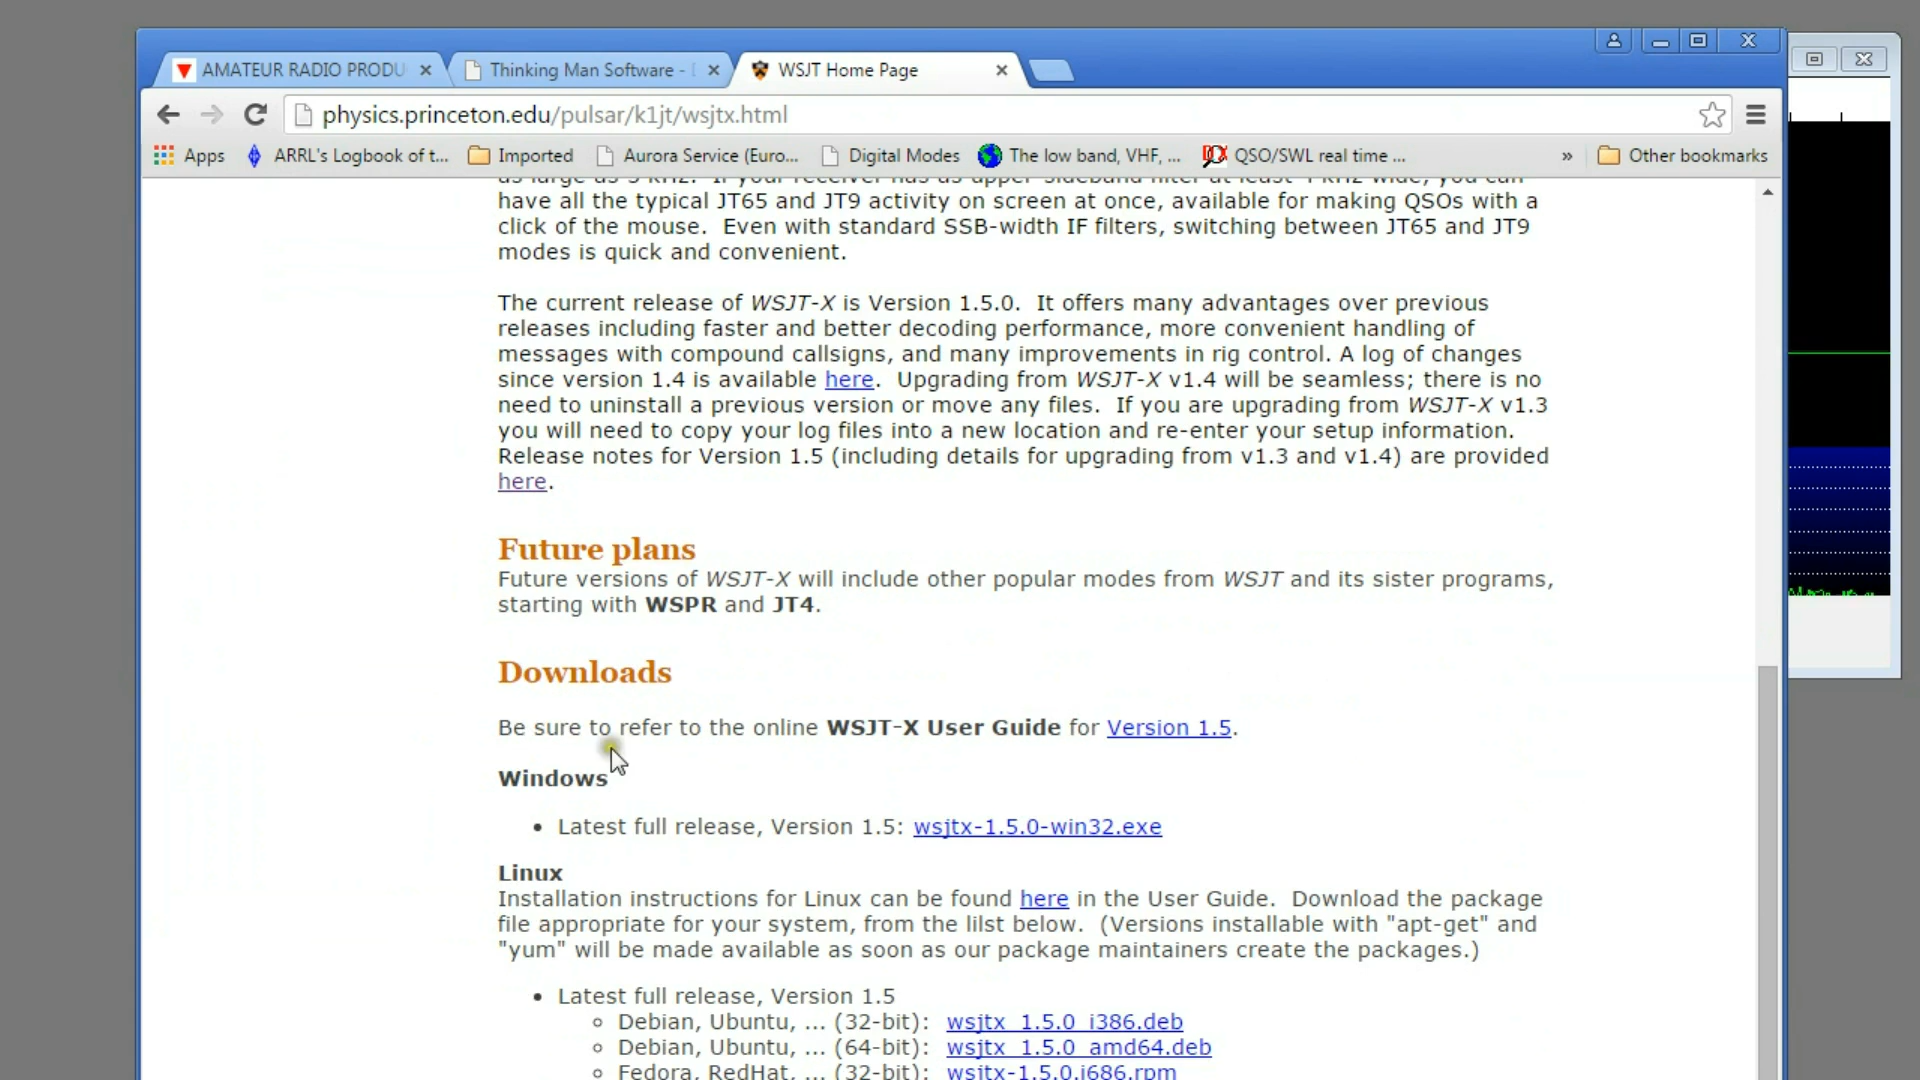 AMATEUR RADIO PRODU
Thinking Man Software -
WSJT Home Page
physics.princeton.edu/pulsar/k1jt/wsjtx.html
Apps
ARRL's Logbook of t...
Imported
Aurora Service (Euro...
Digital Modes
The low band, VHF, ...
QSO/SWL real time ...
»
Other bookmarks
as large as 5 kHz. If your receiver has as upper-sideband filter at least 4 kHz wide, you can
have all the typical JT65 and JT9 activity on screen at once, available for making QSOs with a
click of the mouse. Even with standard SSB-width IF filters, switching between JT65 and JT9
modes is quick and convenient.
The current release of WSJT-X is Version 1.5.0. It offers many advantages over previous
releases including faster and better decoding performance, more convenient handling of
messages with compound callsigns, and many improvements in rig control. A log of changes
since version 1.4 is available here. Upgrading from WSJT-X v1.4 will be seamless; there is no
need to uninstall a previous version or move any files. If you are upgrading from WSJT-X v1.3
you will need to copy your log files into a new location and re-enter your setup information.
Release notes for Version 1.5 (including details for upgrading from v1.3 and v1.4) are provided
here.
Future plans
Future versions of WSJT-X will include other popular modes from WSJT and its sister programs,
starting with WSPR and JT4.
Downloads
Be sure to refer to the online WSJT-X User Guide for Version 1.5.
Windows
• Latest full release, Version 1.5: wsjtx-1.5.0-win32.exe
Linux
Installation instructions for Linux can be found here in the User Guide. Download the package
file appropriate for your system, from the lilst below. (Versions installable with "apt-get" and
"yum" will be made available as soon as our package maintainers create the packages.)
• Latest full release, Version 1.5
◦ Debian, Ubuntu, ... (32-bit): wsjtx_1.5.0_i386.deb
◦ Debian, Ubuntu, ... (64-bit): wsjtx_1.5.0_amd64.deb
◦ Fedora, RedHat, ... (32-bit): wsjtx-1.5.0.i686.rpm